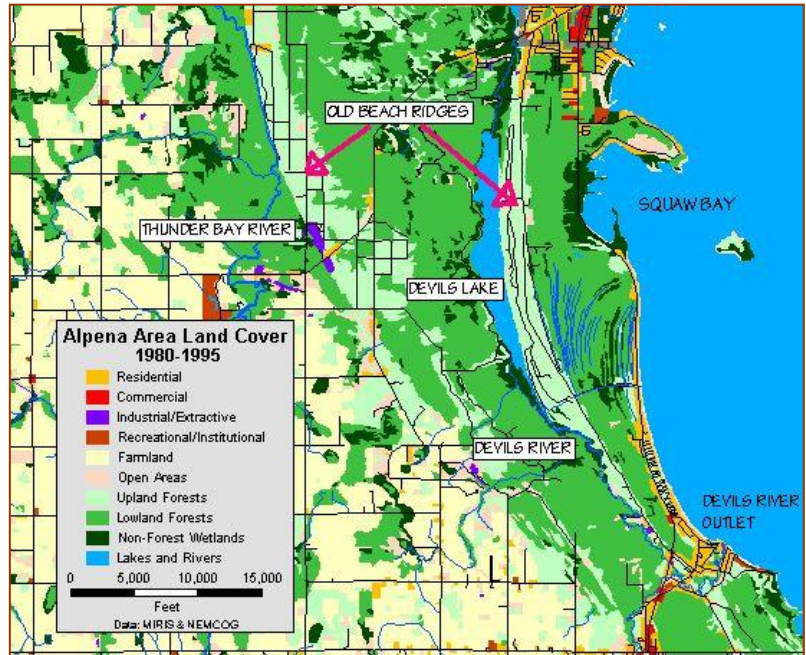 OLD BEACH RIDGES
SQUAW BAY
THUNDER BAY RIVER
DEVILS LAKE
Alpena Area Land Cover
1980-1995
Residential
Commercial
Industrial/Extractive
Recreational/Institutional
Farmland
Open Areas
Upland Forests
Lowland Forests
Non-Forest Wetlands
Lakes and Rivers
0 5,000 10,000 15,000
Feet
Data: MIRIS & NEMCOG
DEVILS RIVER
DEVILS RIVER
OUTLET